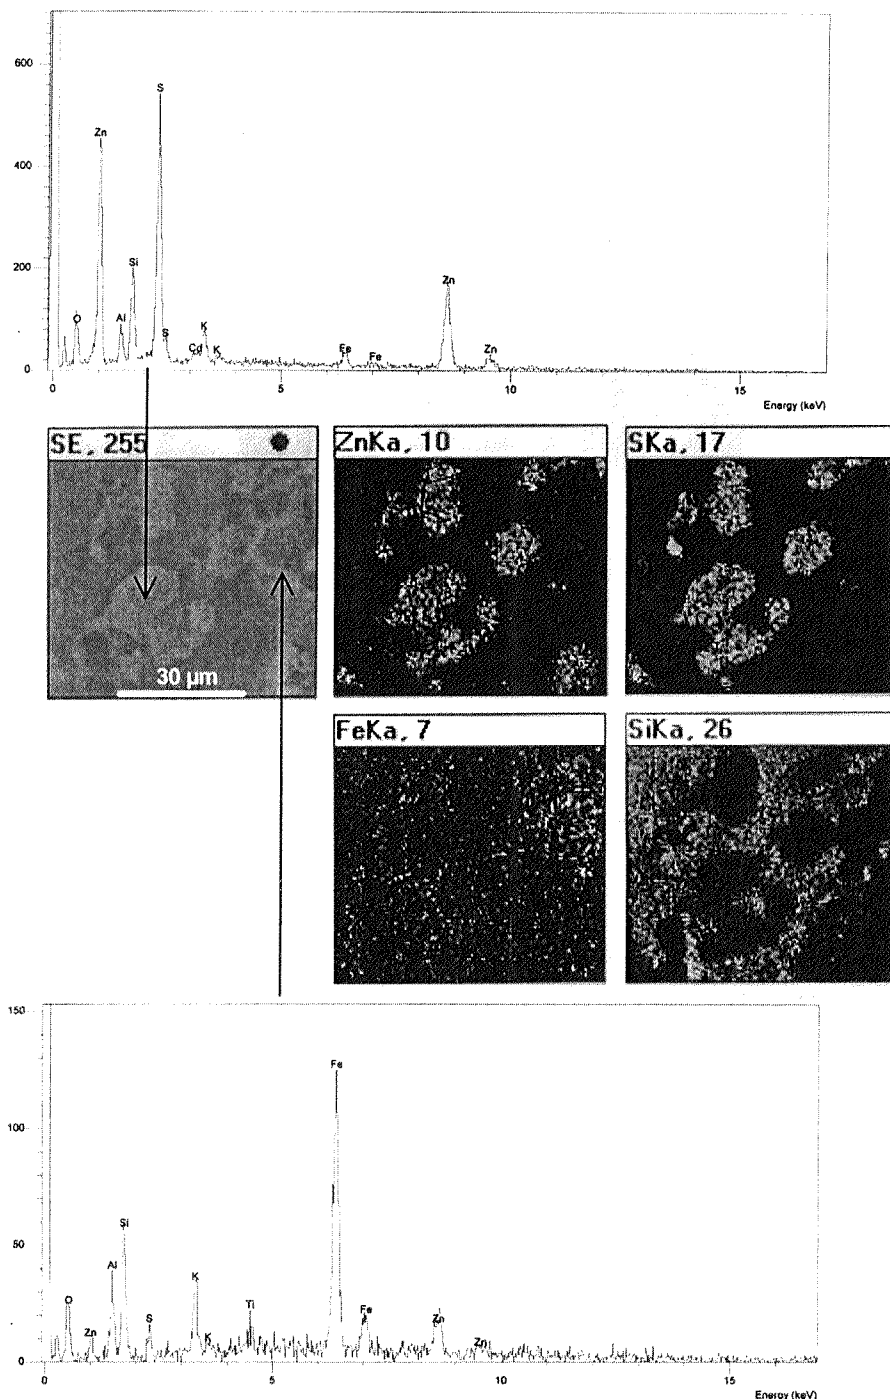 600
S
Zn
400
Si
200
Zn
O
Al
S
K
Cd
K
Fe
Fe
Zn
0
0
5
10
15
Energy (keV)
SE, 255
ZnKa, 10
SKa, 17
30 µm
FeKa, 7
SiKa, 26
150
Fe
100
Si
50
Al
K
O
Ti
Zn
S
K
Fe
Zn
Zn
0
0
5
10
15
Energy (keV)